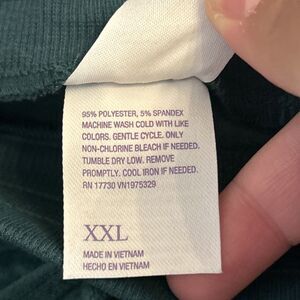 95% POLYESTER, 5% SPANDEX
MACHINE WASH COLD WITH LIKE
COLORS. GENTLE CYCLE. ONLY
NON-CHLORINE BLEACH IF NEEDED.
TUMBLE DRY LOW. REMOVE
PROMPTLY. COOL IRON IF NEEDED.
RN 17730 VN1975329
XXL
MADE IN VIETNAM
HECHO EN VIETNAM